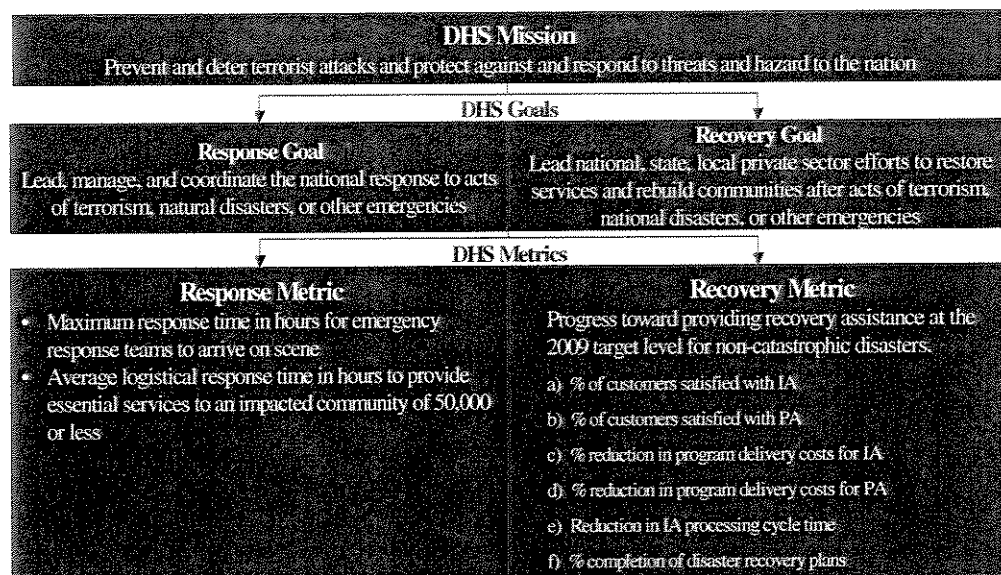 DHS Mission
Prevent and deter terrorist attacks and protect against and respond to threats and hazard to the nation
DHS Goals
Response Goal
Lead, manage, and coordinate the national response to acts
of terrorism, natural disasters, or other emergencies
Recovery Goal
Lead national, state, local private sector efforts to restore
services and rebuild communities after acts of terrorism,
national disasters, or other emergencies
DHS Metrics
Response Metric
• Maximum response time in hours for emergency
response teams to arrive on scene
• Average logistical response time in hours to provide
essential services to an impacted community of 50,000
or less
Recovery Metric
Progress toward providing recovery assistance at the
2009 target level for non-catastrophic disasters.
a) % of customers satisfied with IA
b) % of customers satisfied with PA
c) % reduction in program delivery costs for IA
d) % reduction in program delivery costs for PA
e) Reduction in IA processing cycle time
f) % completion of disaster recovery plans